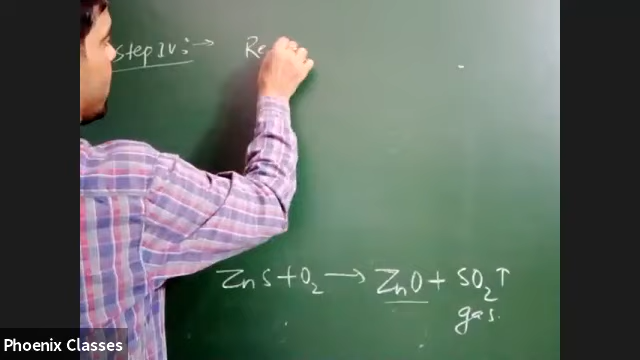 step IV :→ Re
ZnS + O₂ → ZnO + SO₂↑
gas.
Phoenix Classes